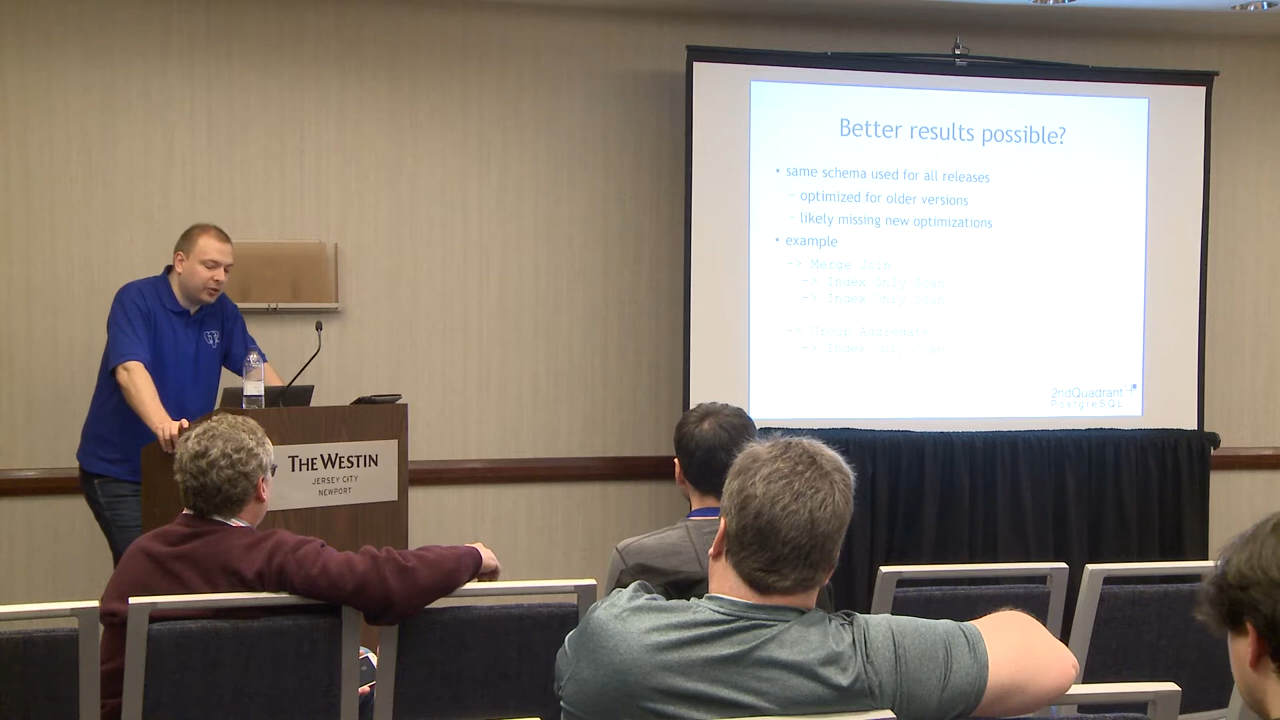 Better results possible?
• same schema used for all releases
– optimized for older versions
– likely missing new optimizations
• example
-> Merge Join
-> Index Only Scan
-> Index Only Scan
-> Group Aggregate
-> Index Only Scan
2ndQuadrant
PostgreSQL
THE WESTIN
JERSEY CITY
NEWPORT